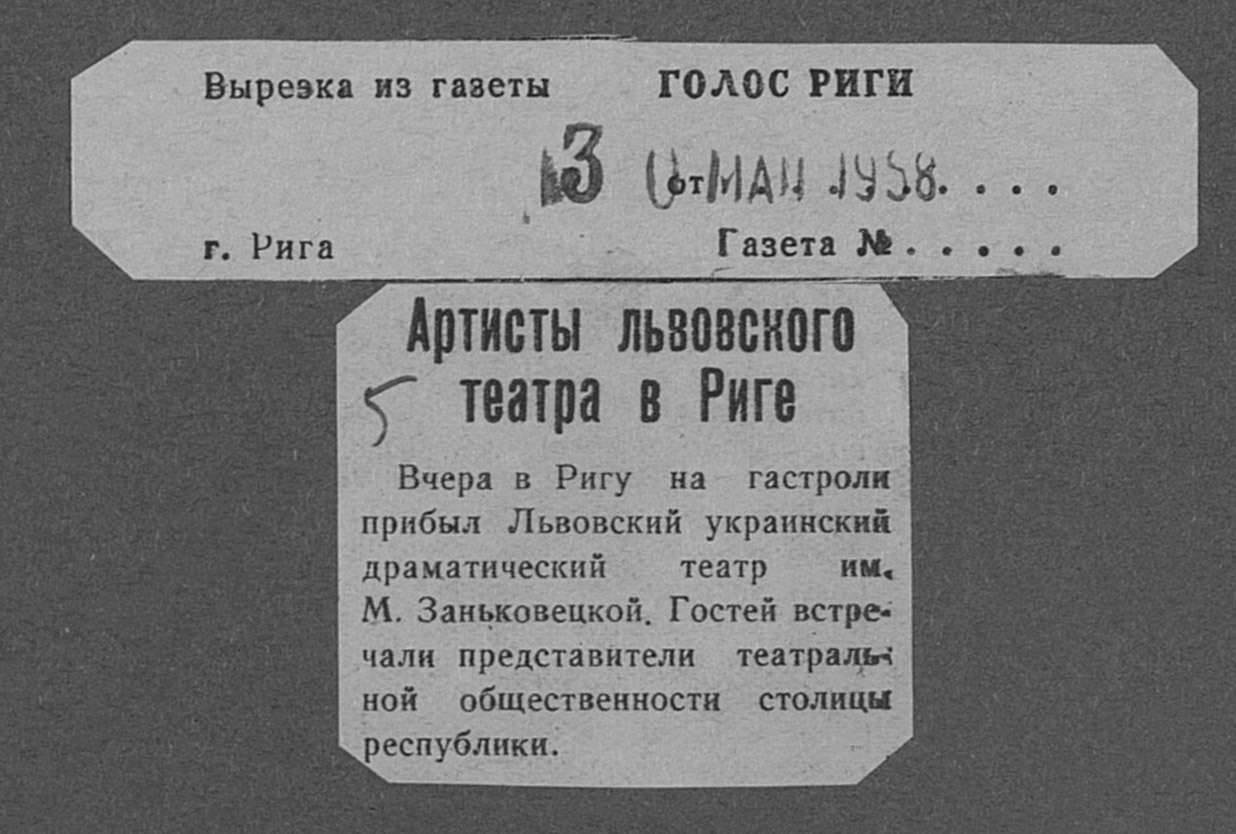 Вырезка из газеты ГОЛОС РИГИ
3 от МАЙ 1958. . . .
г. Рига Газета № . . . . .
Артисты львовского
5 театра в Риге
Вчера в Ригу на гастроли
прибыл Львовский украинский
драматический театр им.
М. Заньковецкой. Гостей встре-
чали представители театраль-
ной общественности столицы
республики.